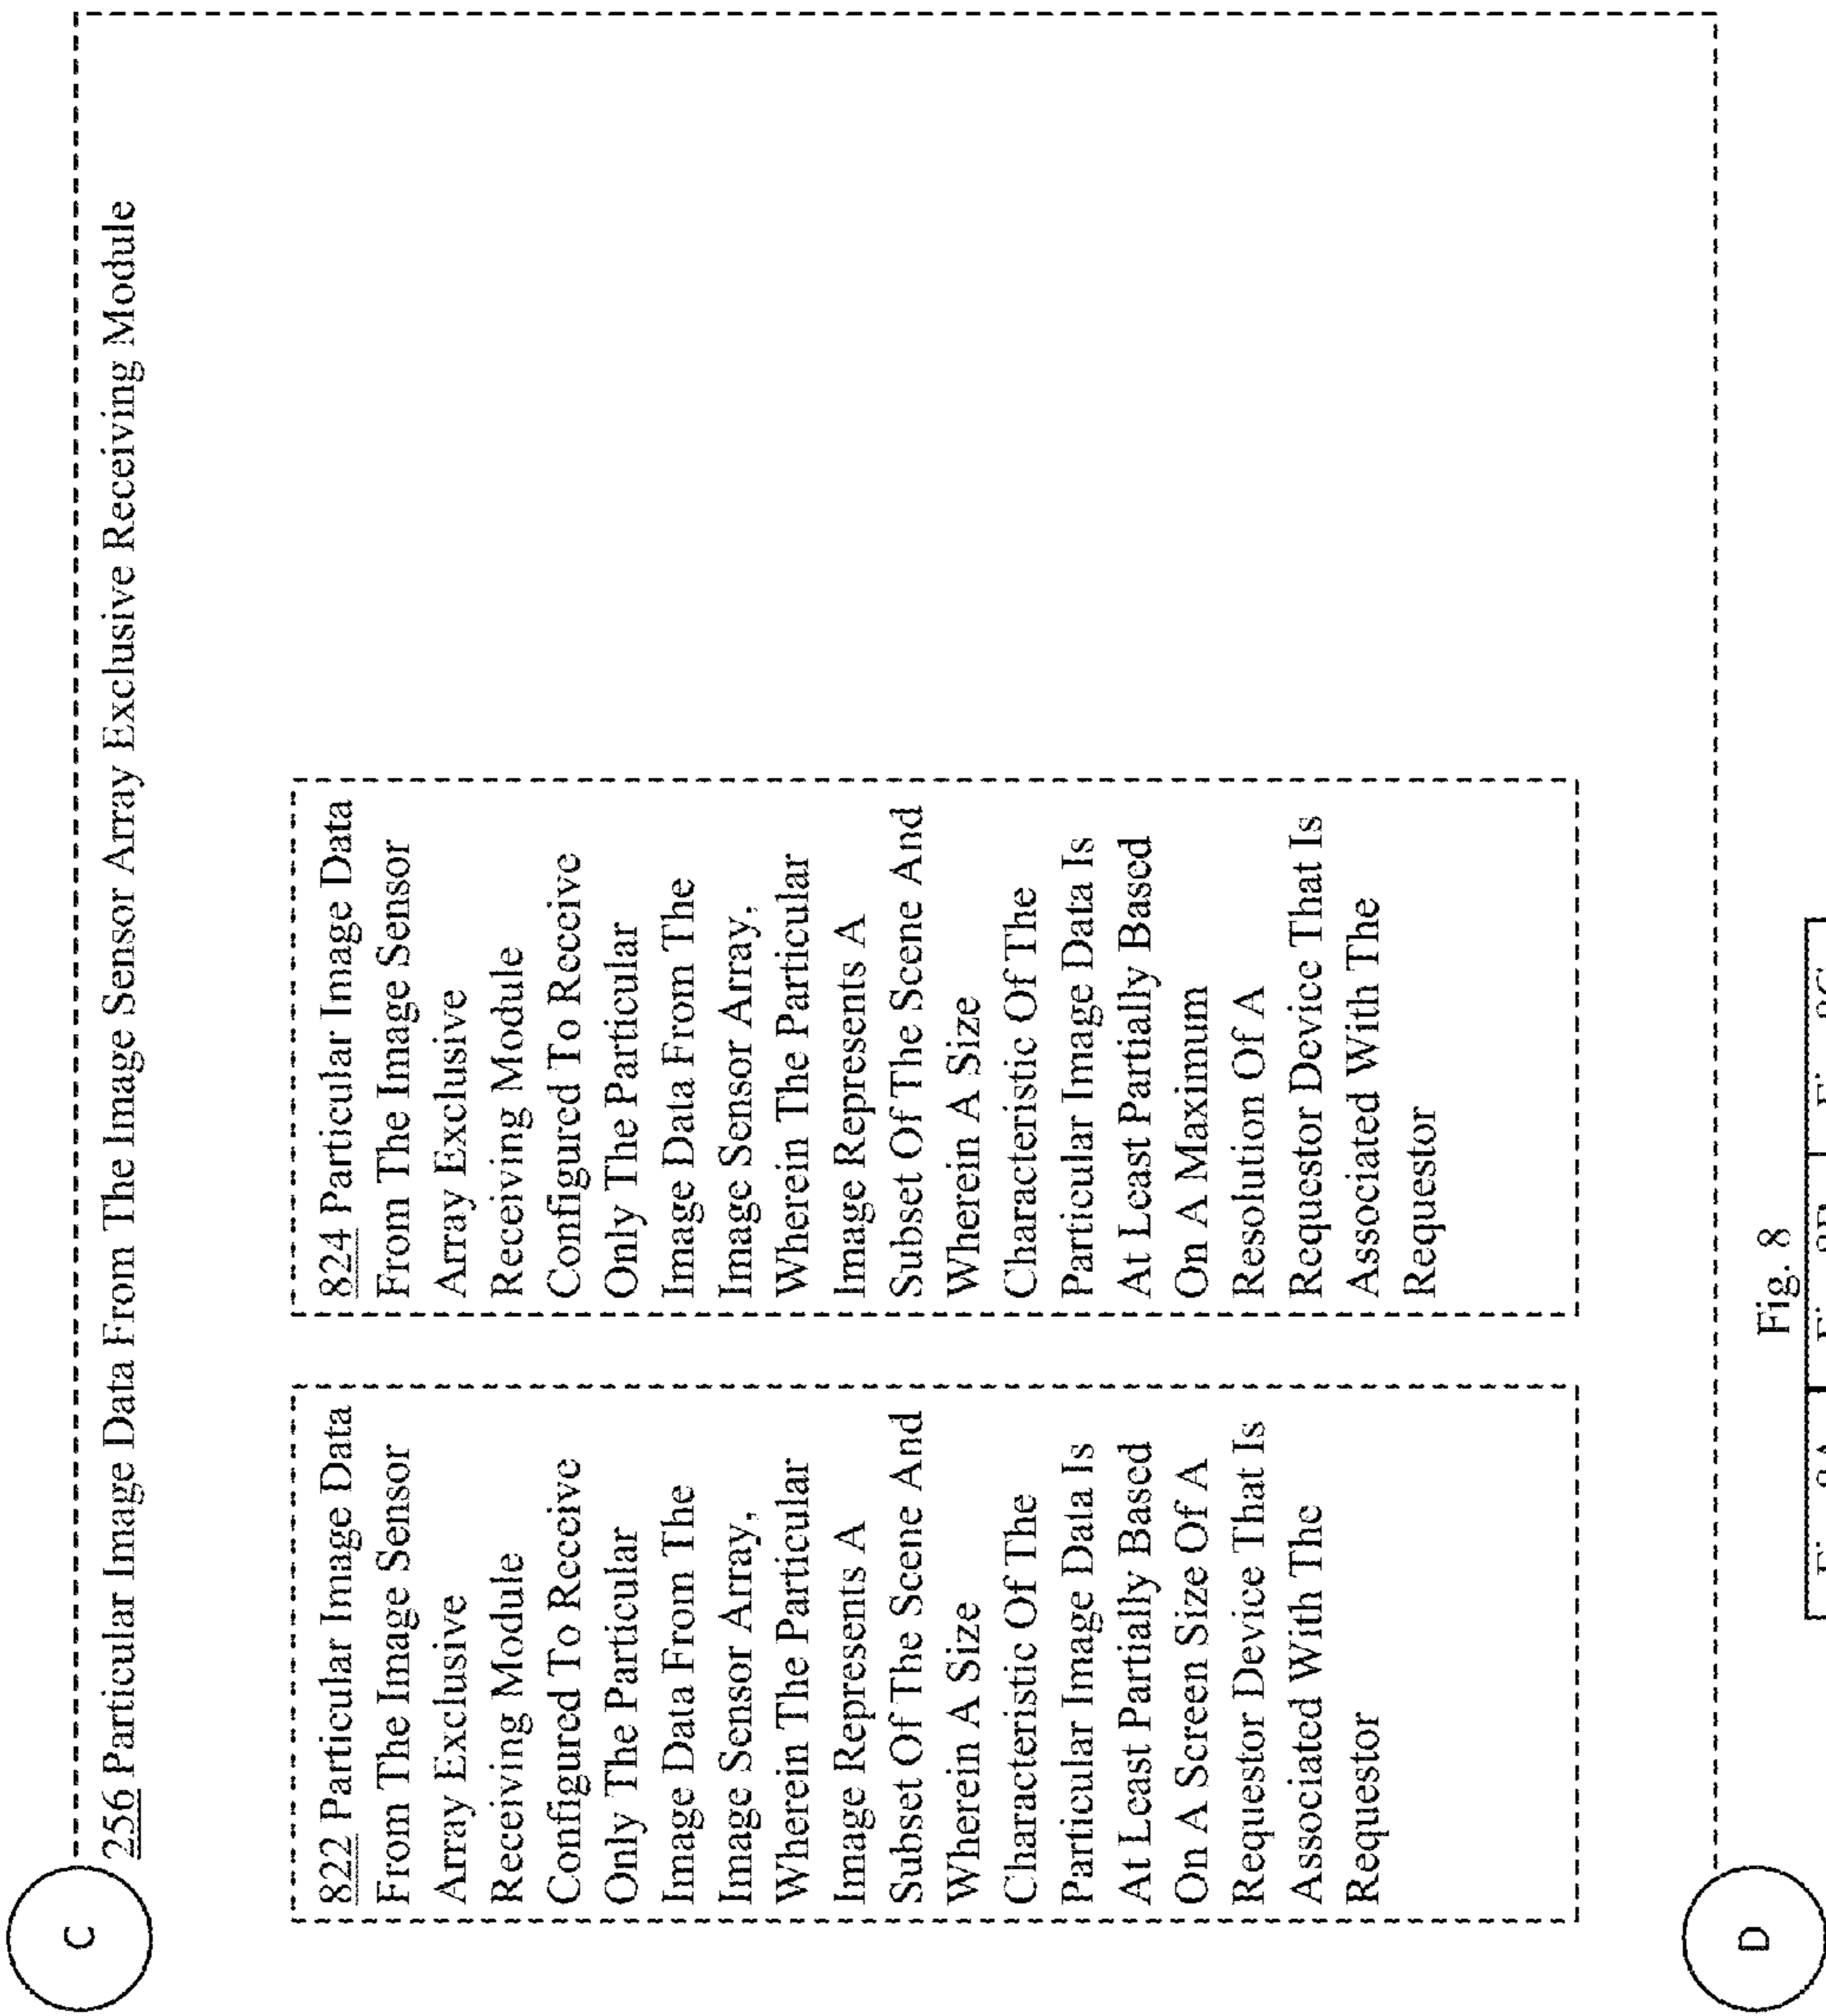 C
256 Particular Image Data From The Image Sensor Array Exclusive Receiving Module
822 Particular Image Data
From The Image Sensor
Array Exclusive
Receiving Module
Configured To Receive
Only The Particular
Image Data From The
Image Sensor Array,
Wherein The Particular
Image Represents A
Subset Of The Scene And
Wherein A Size
Characteristic Of The
Particular Image Data Is
At Least Partially Based
On A Screen Size Of A
Requestor Device That Is
Associated With The
Requestor
824 Particular Image Data
From The Image Sensor
Array Exclusive
Receiving Module
Configured To Receive
Only The Particular
Image Data From The
Image Sensor Array,
Wherein The Particular
Image Represents A
Subset Of The Scene And
Wherein A Size
Characteristic Of The
Particular Image Data Is
At Least Partially Based
On A Maximum
Resolution Of A
Requestor Device That Is
Associated With The
Requestor
D
Fig. 8